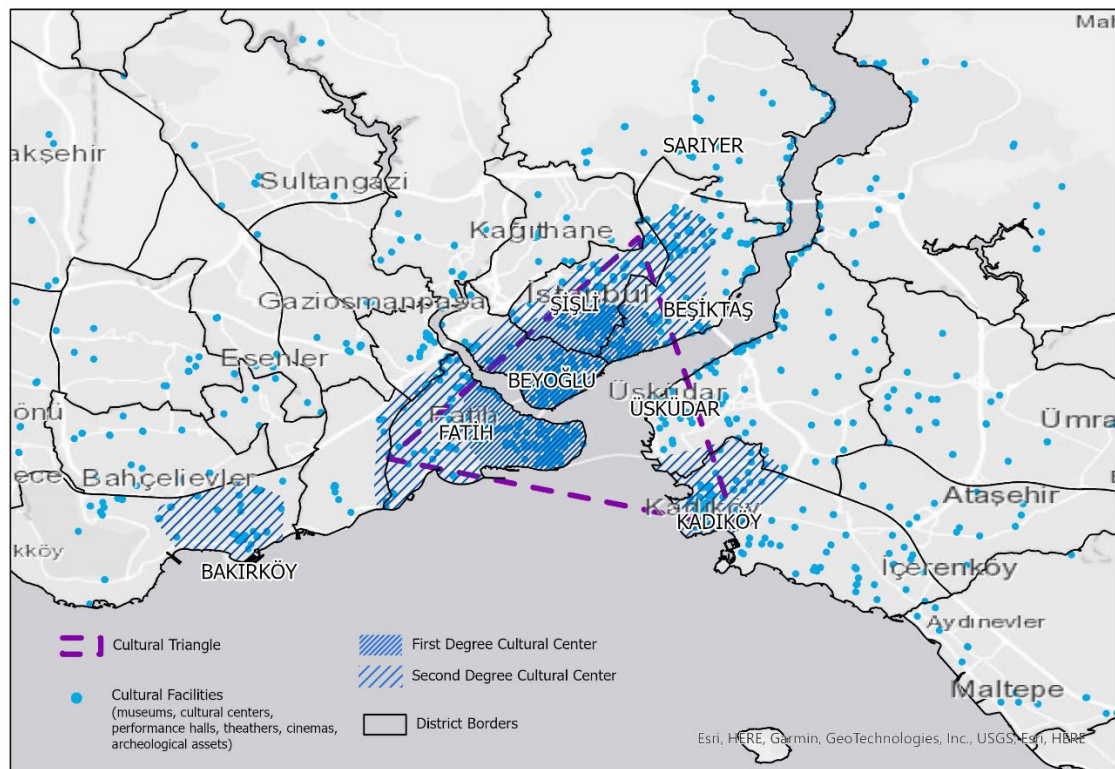 Mah
akşehir
SARIYER
Sultangazi
Kağıthane
İstanbul
Gaziosmanpaşa
ŞİŞLİ
BEŞİKTAŞ
Esenler
BEYOĞLU
Üsküdar
ÜSKÜDAR
önü
Fatih
FATİH
Ümra
ece
Bahçelievler
Ataşehir
Kadıköy
KADIKÖY
kköy
BAKIRKÖY
İçerenköy
Aydınevler
Maltepe
Cultural Triangle
First Degree Cultural Center
Second Degree Cultural Center
Cultural Facilities
(museums, cultural centers,
performance halls, theathers, cinemas,
archeological assets)
District Borders
Esri, HERE, Garmin, GeoTechnologies, Inc., USGS, Esri, HERE